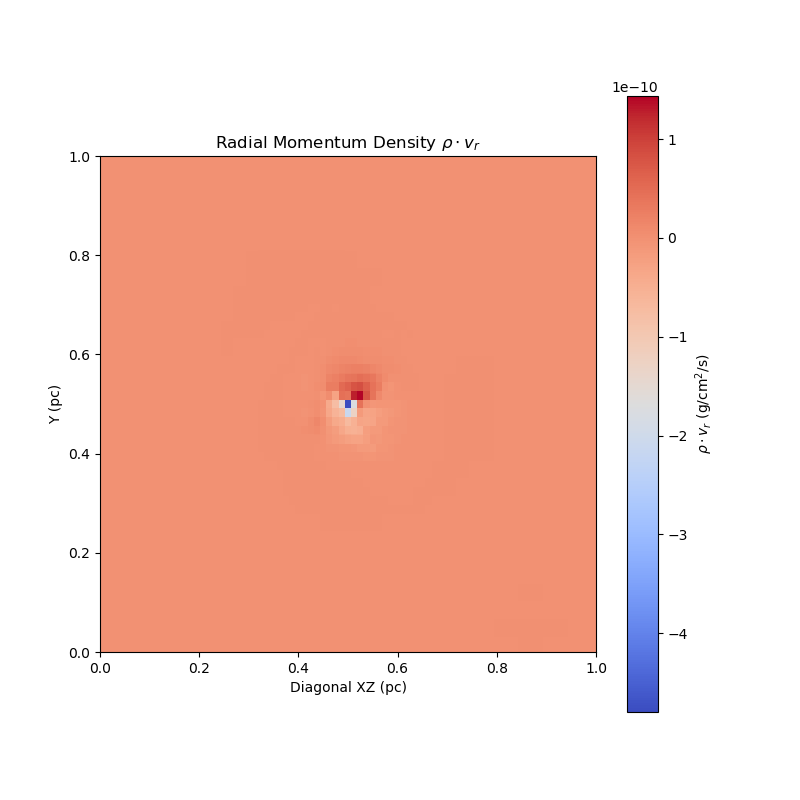 1e−10
Radial Momentum Density ρ · v_r
1.0
0.8
0.6
0.4
0.2
0.0
Y (pc)
0.0 0.2 0.4 0.6 0.8 1.0
Diagonal XZ (pc)
1
0
−1
−2
−3
−4
ρ · v_r (g/cm²/s)